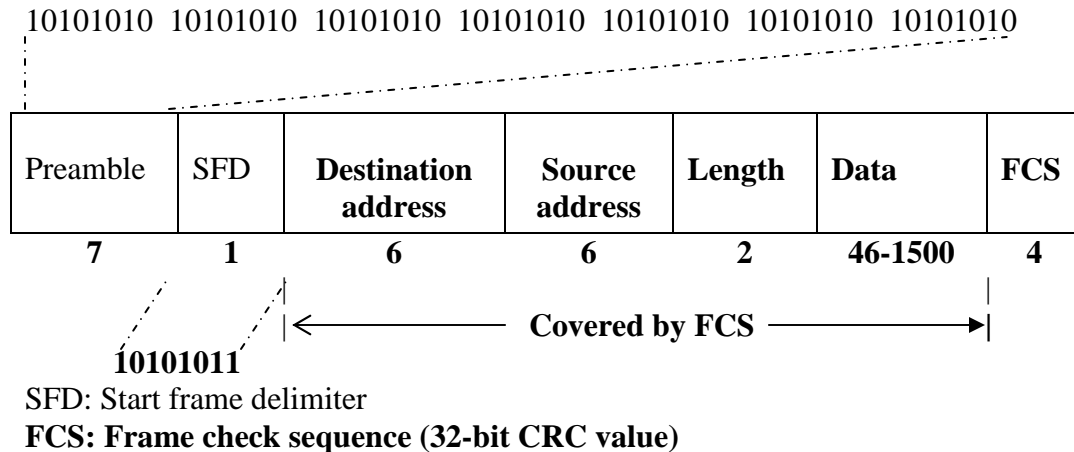 10101010 10101010 10101010 10101010 10101010 10101010 10101010
Preamble SFD Destination address Source address Length Data FCS
7 1 6 6 2 46-1500 4
Covered by FCS
10101011
SFD: Start frame delimiter
FCS: Frame check sequence (32-bit CRC value)